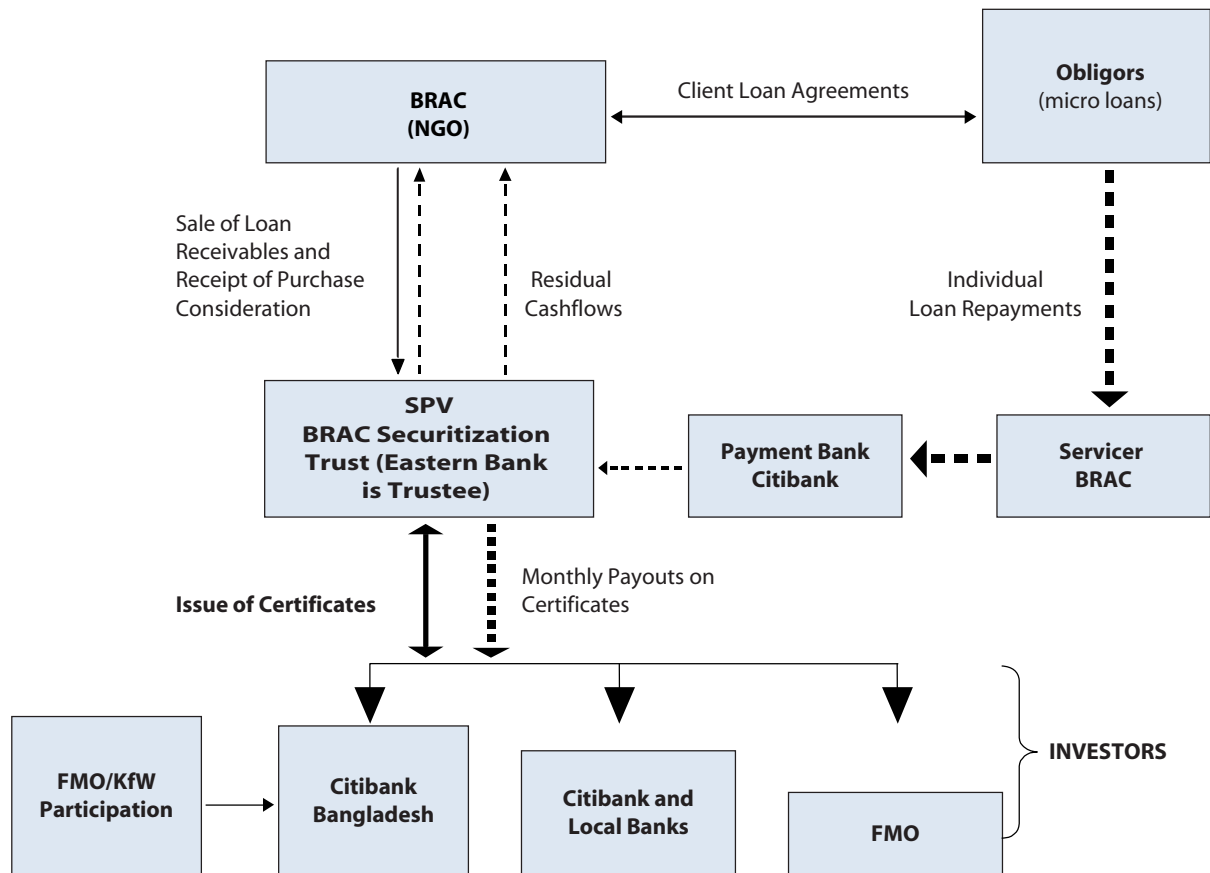 BRAC
(NGO)
Client Loan Agreements
Obligors
(micro loans)
Sale of Loan
Receivables and
Receipt of Purchase
Consideration
Residual
Cashflows
Individual
Loan Repayments
SPV
BRAC Securitization
Trust (Eastern Bank
is Trustee)
Payment Bank
Citibank
Servicer
BRAC
Issue of Certificates
Monthly Payouts on
Certificates
FMO/KfW
Participation
Citibank
Bangladesh
Citibank and
Local Banks
FMO
INVESTORS